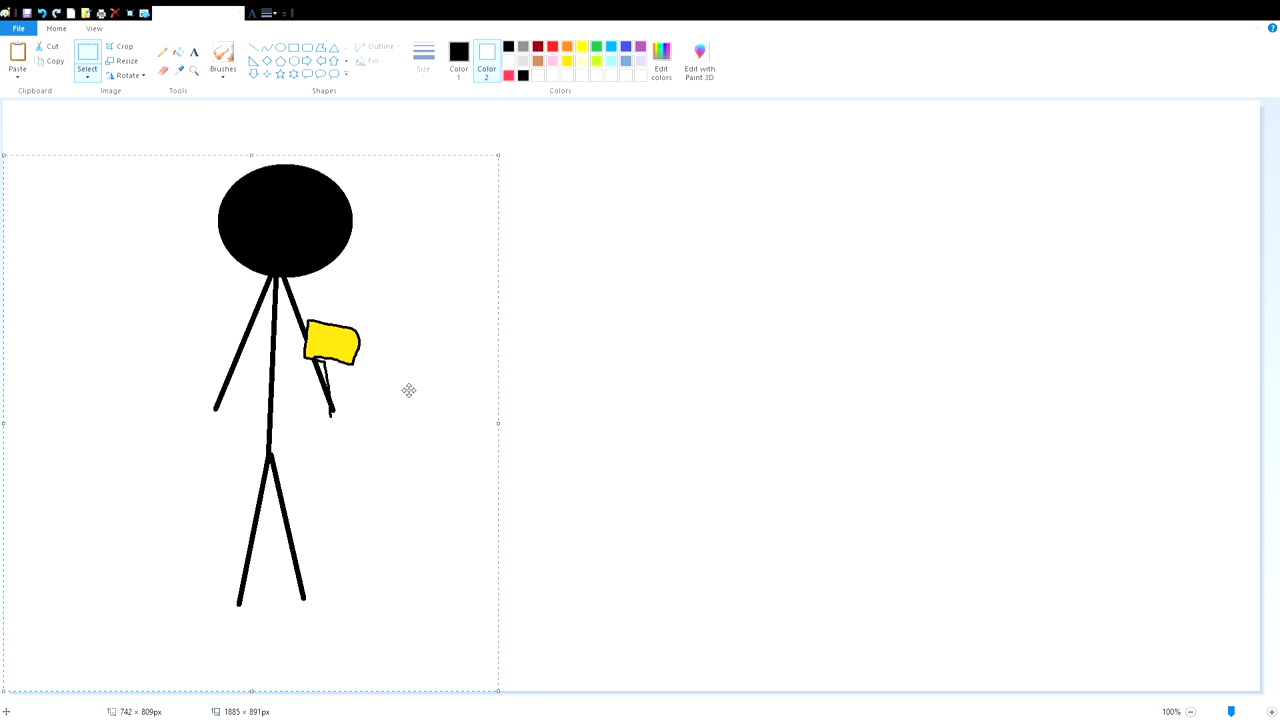 File Home View
Cut Crop Outline Edit Edit with
Copy Resize Fill
Paste Select Rotate Brushes Size Color Color colors Paint 3D
1 2
Clipboard Image Tools Shapes Colors
742 × 809px 1885 × 891px 100%